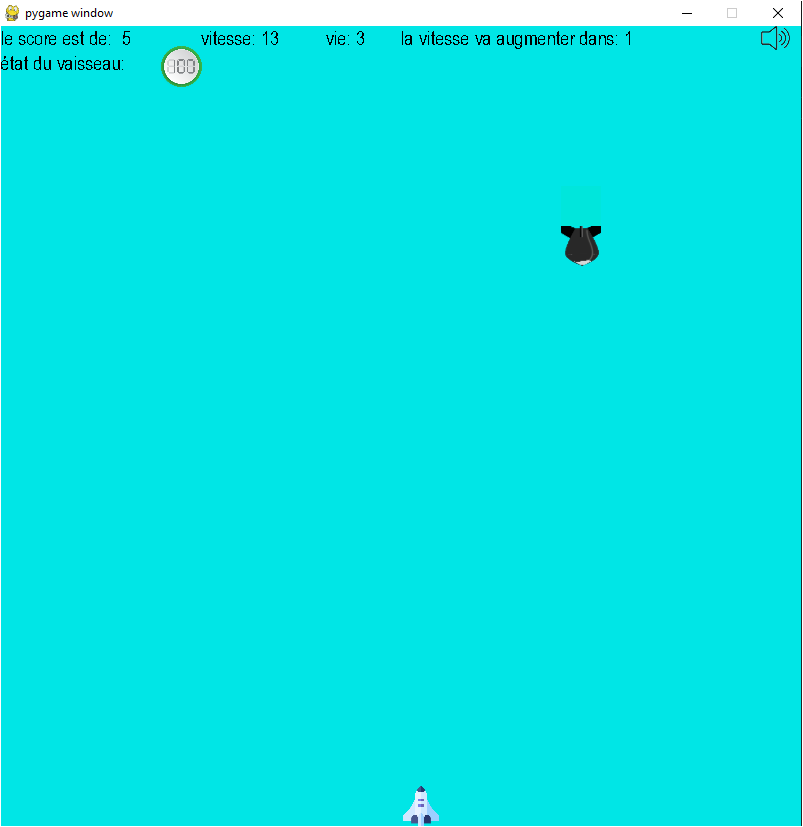 pygame window
le score est de: 5 vitesse: 13 vie: 3 la vitesse va augmenter dans: 1
état du vaisseau: 100